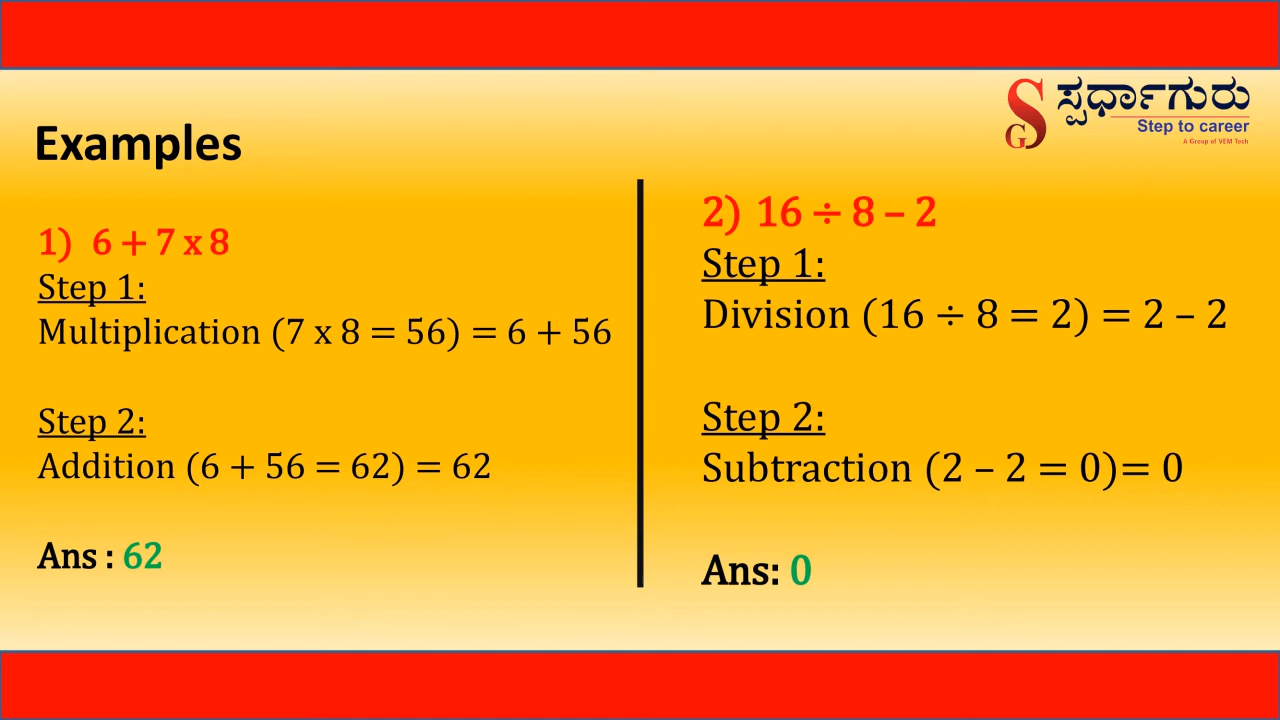 ಸ್ಪರ್ಧಾಗುರು
SG
Step to career
A Group of VEM Tech
Examples
1) 6 + 7 x 8
Step 1:
Multiplication (7 x 8 = 56) = 6 + 56
Step 2:
Addition (6 + 56 = 62) = 62
Ans : 62
2) 16 ÷ 8 – 2
Step 1:
Division (16 ÷ 8 = 2) = 2 – 2
Step 2:
Subtraction (2 – 2 = 0)= 0
Ans: 0